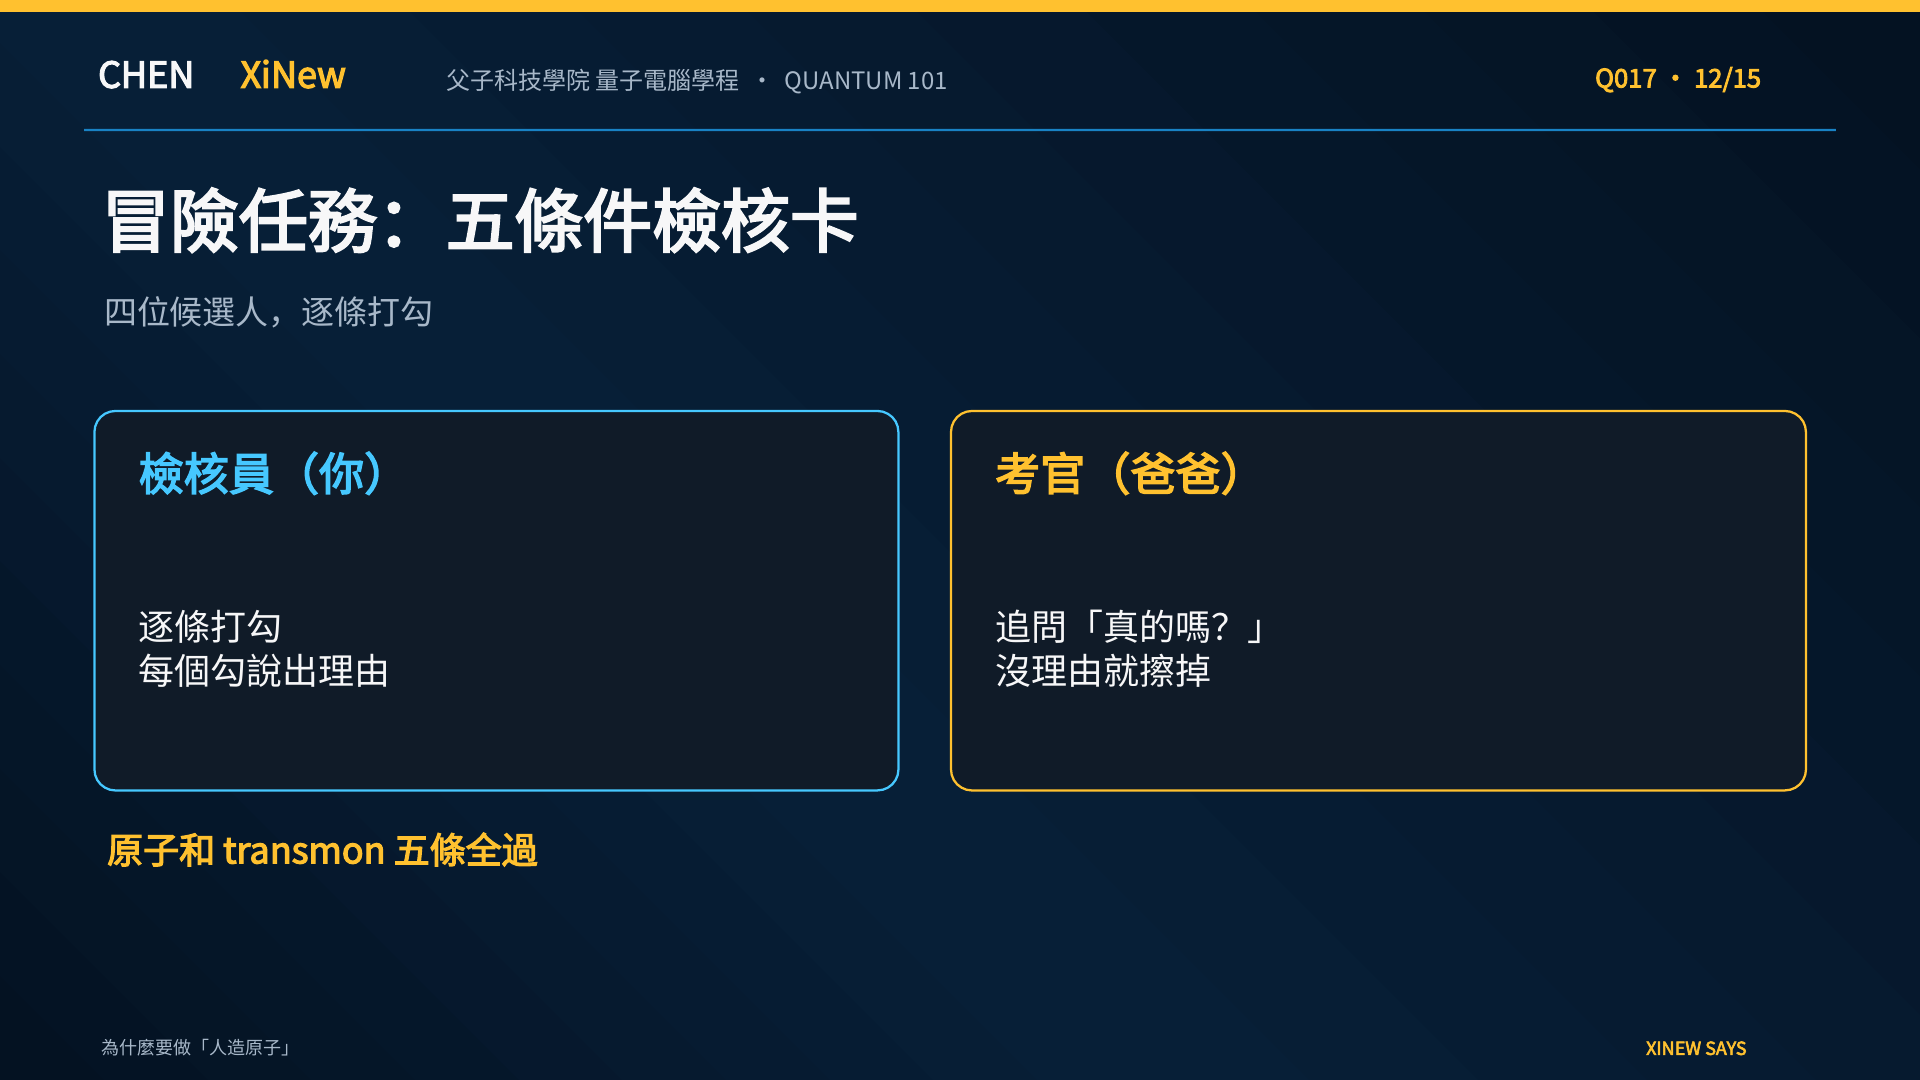 CHEN XiNew 父子科技學院 量子電腦學程 ・ QUANTUM 101 Q017 ・ 12/15
冒險任務：五條件檢核卡
四位候選人，逐條打勾
檢核員（你）
逐條打勾
每個勾說出理由
考官（爸爸）
追問「真的嗎？」
沒理由就擦掉
原子和 transmon 五條全過
為什麼要做「人造原子」
XINEW SAYS